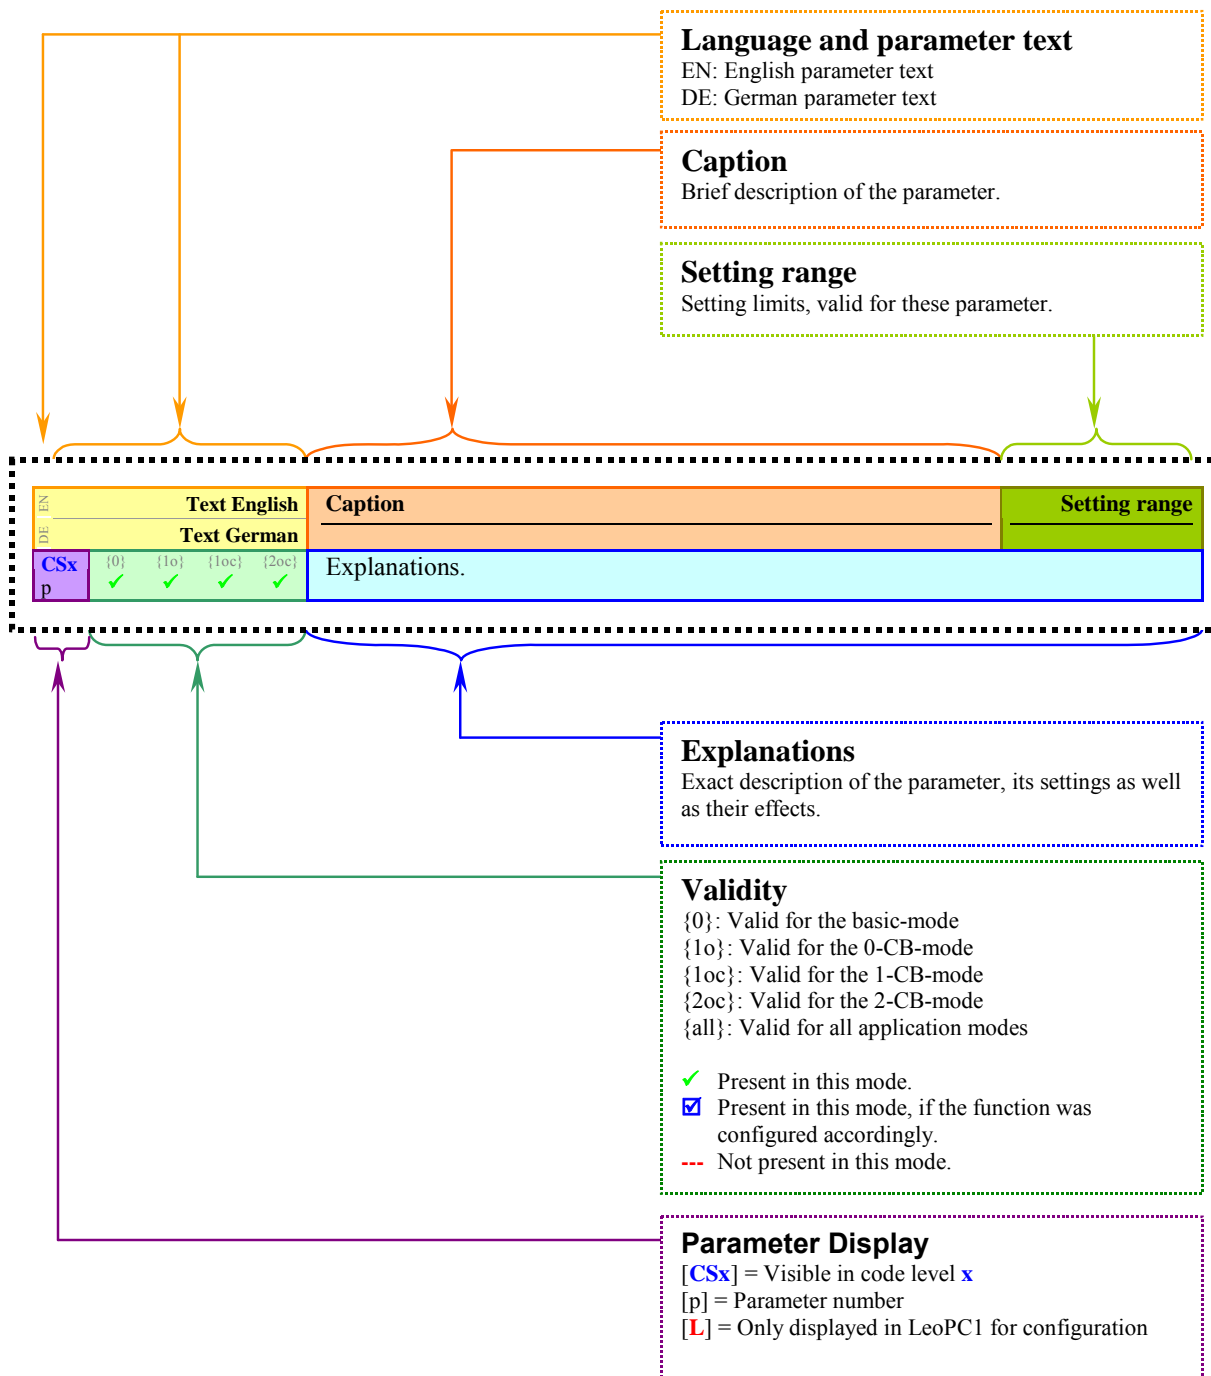 Language and parameter text
EN: English parameter text
DE: German parameter text
Caption
Brief description of the parameter.
Setting range
Setting limits, valid for these parameter.
EN Text English Caption Setting range
DE Text German
CSx {0} {1o} {1oc} {2oc} Explanations.
p ✓ ✓ ✓ ✓
Explanations
Exact description of the parameter, its settings as well
as their effects.
Validity
{0}: Valid for the basic-mode
{1o}: Valid for the 0-CB-mode
{1oc}: Valid for the 1-CB-mode
{2oc}: Valid for the 2-CB-mode
{all}: Valid for all application modes
✓ Present in this mode.
☑ Present in this mode, if the function was
configured accordingly.
--- Not present in this mode.
Parameter Display
[CSx] = Visible in code level x
[p] = Parameter number
[L] = Only displayed in LeoPC1 for configuration